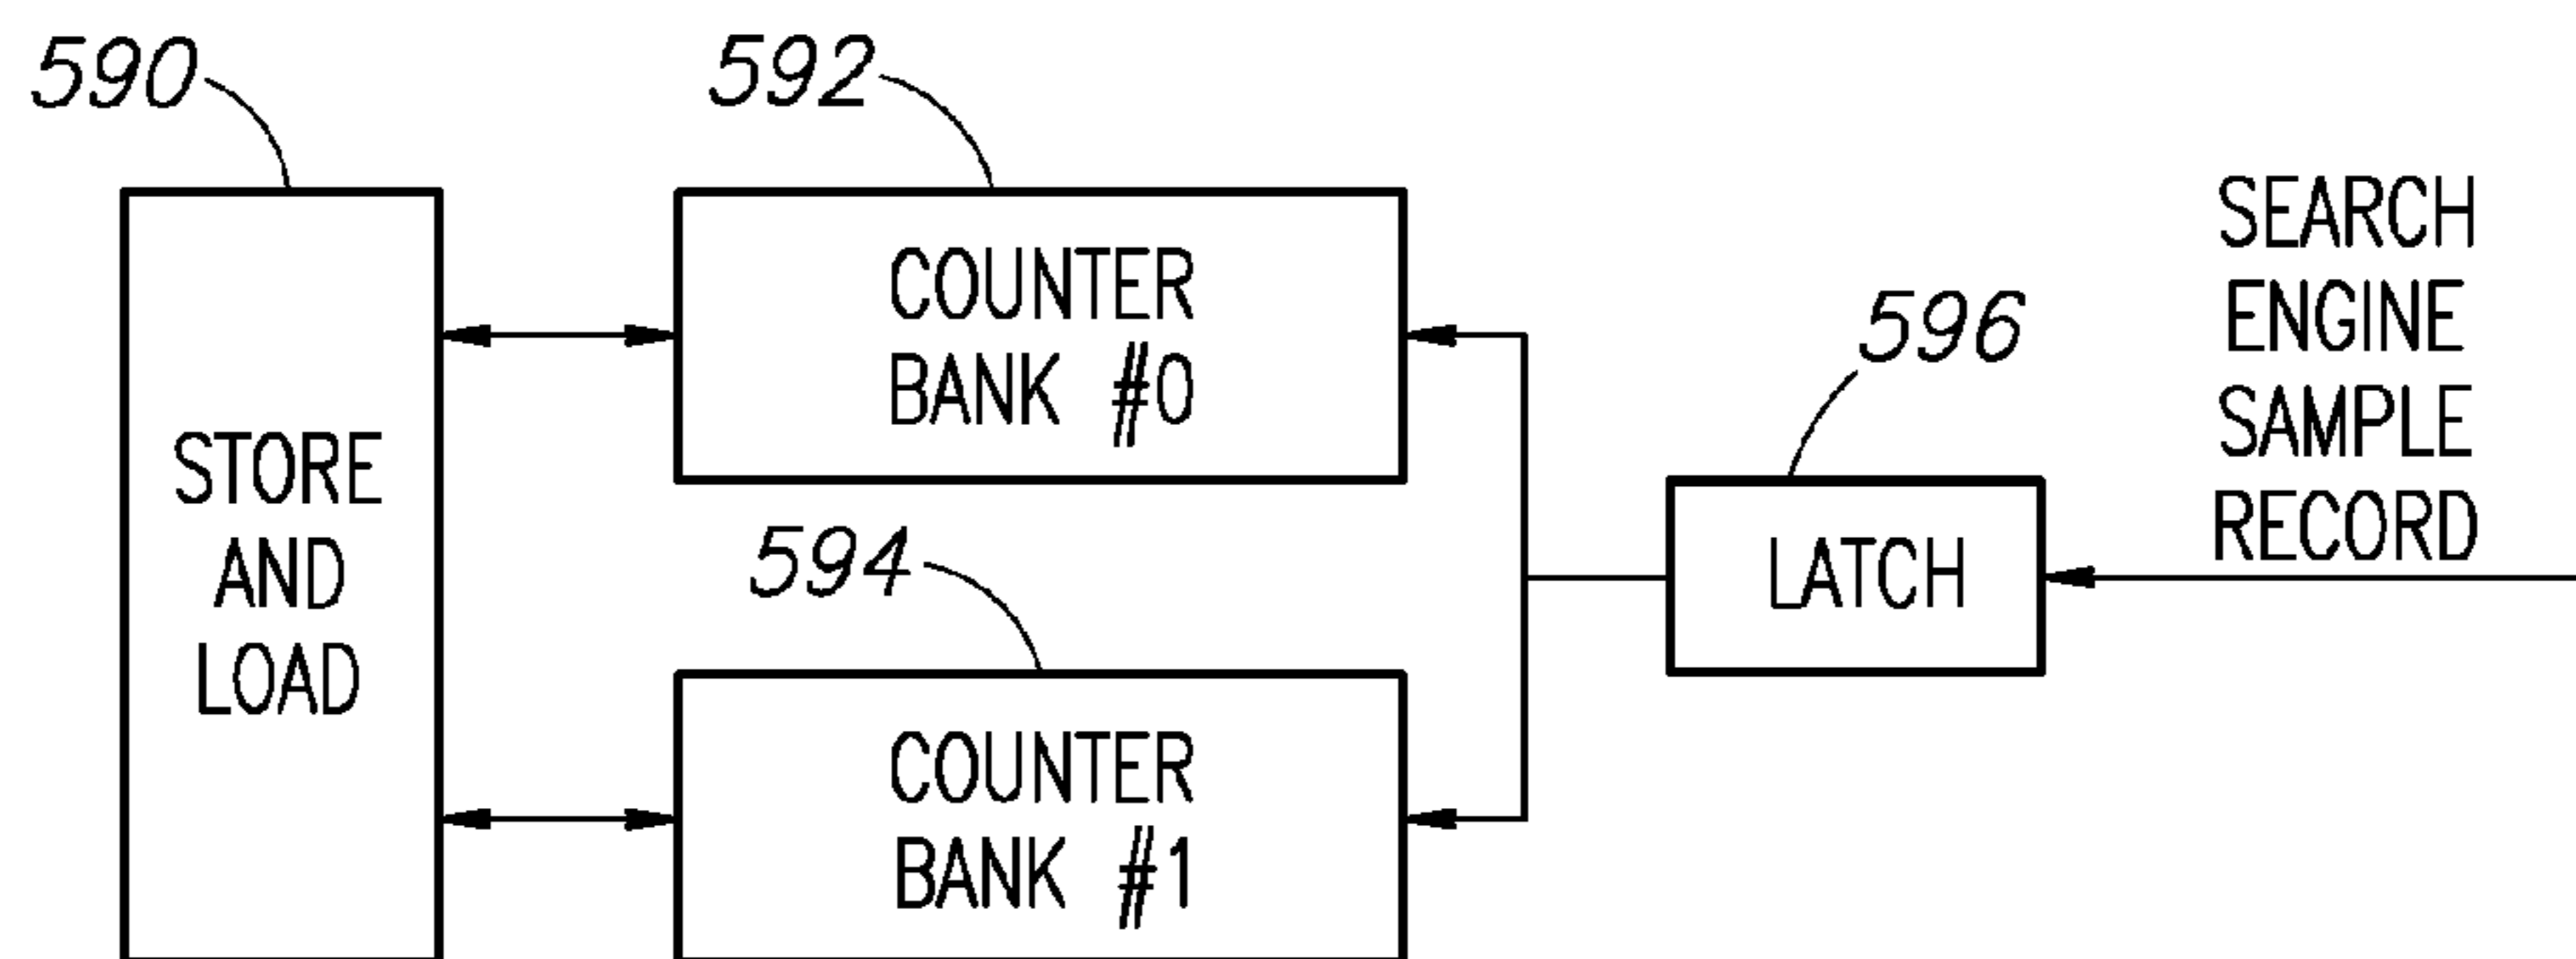 590
592
COUNTER
BANK #0
SEARCH
ENGINE
SAMPLE
RECORD
596
STORE
AND
LOAD
594
LATCH
COUNTER
BANK #1